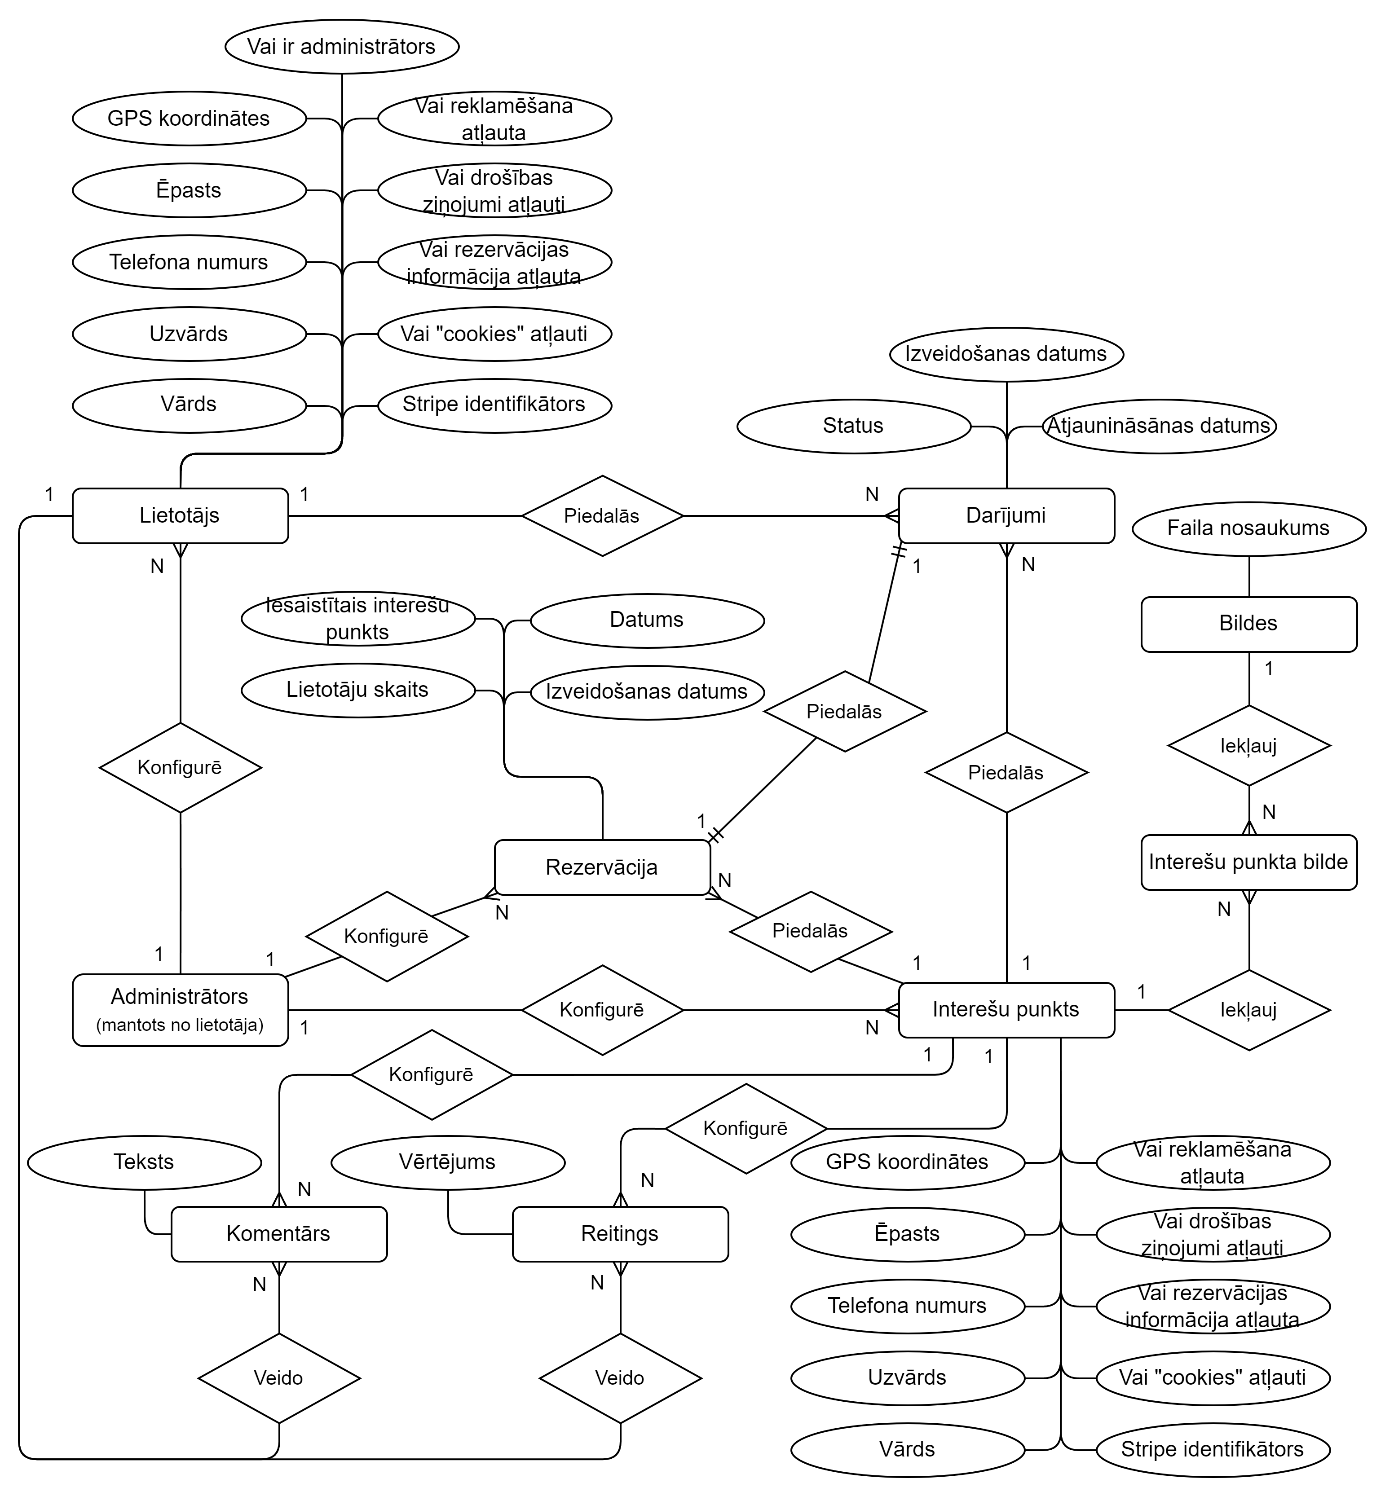 Vai ir administrātors
GPS koordinātes
Vai reklamēšana
atļauta
Ēpasts
Vai drošības
ziņojumi atļauti
Telefona numurs
Vai rezervācijas
informācija atļauta
Uzvārds
Vai "cookies" atļauti
Izveidošanas datums
Vārds
Stripe identifikātors
Status
Atjaunināsānas datums
1
Lietotājs
1
Piedalās
N
Darījumi
Faila nosaukums
N
1
N
Iesaistītais interešu
punkts
Datums
Bildes
1
Lietotāju skaits
Izveidošanas datums
Piedalās
Konfigurē
Piedalās
Iekļauj
1
N
Rezervācija
Interešu punkta bilde
N
N
N
Konfigurē
Piedalās
1
1
1
1
Administrātors
(mantots no lietotāja)
1
Konfigurē
N
Interešu punkts
1
Iekļauj
1
1
Konfigurē
Konfigurē
Teksts
Vērtējums
GPS koordinātes
Vai reklamēšana
atļauta
N
N
Komentārs
Reitings
Ēpasts
Vai drošības
ziņojumi atļauti
N
N
Telefona numurs
Vai rezervācijas
informācija atļauta
Veido
Veido
Uzvārds
Vai "cookies" atļauti
Vārds
Stripe identifikātors